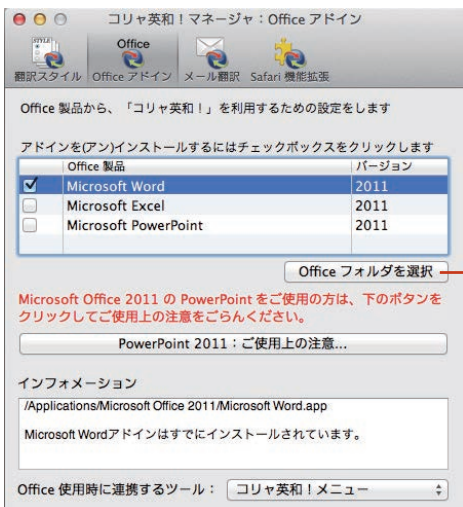 コリャ英和！マネージャ：Office アドイン
STYLE
Office
翻訳スタイル Office アドイン メール翻訳 Safari 機能拡張
Office 製品から、「コリャ英和！」を利用するための設定をします
アドインを(アン)インストールするにはチェックボックスをクリックします
Office 製品 バージョン
Microsoft Word 2011
Microsoft Excel 2011
Microsoft PowerPoint 2011
Office フォルダを選択
Microsoft Office 2011 の PowerPoint をご使用の方は、下のボタンを
クリックしてご使用上の注意をごらんください。
PowerPoint 2011：ご使用上の注意...
インフォメーション
/Applications/Microsoft Office 2011/Microsoft Word.app
Microsoft Wordアドインはすでにインストールされています。
Office 使用時に連携するツール： コリャ英和！メニュー